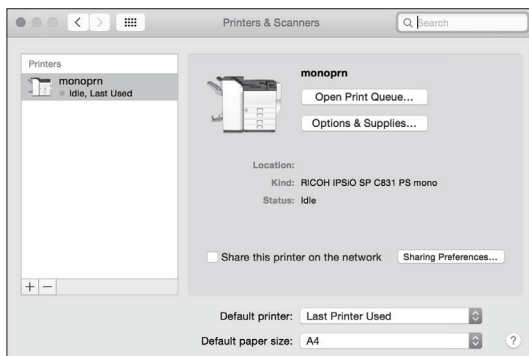 Printers & Scanners
Search
Printers
monoprn
Idle, Last Used
monoprn
Open Print Queue...
Options & Supplies...
Location:
Kind: RICOH IPSiO SP C831 PS mono
Status: Idle
Share this printer on the network
Sharing Preferences...
+ −
Default printer: Last Printer Used
Default paper size: A4
?